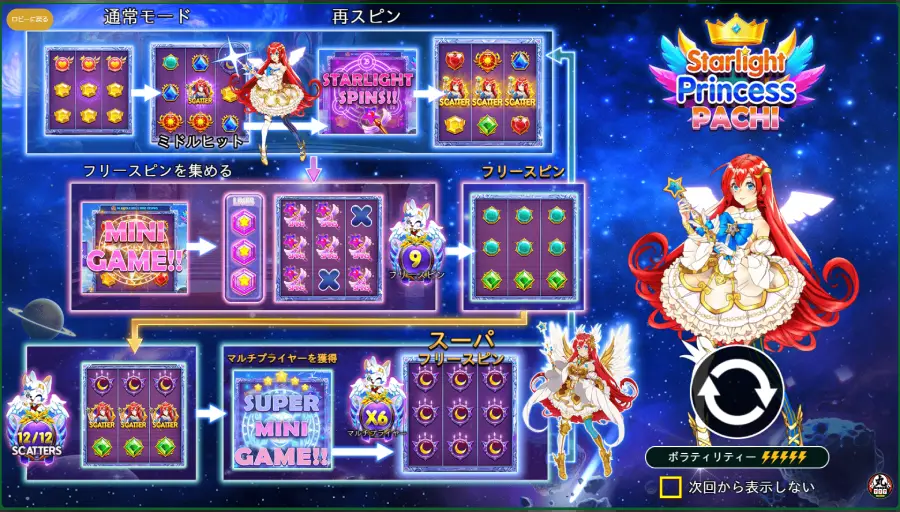 ロビーに戻る
通常モード
再スピン
Starlight
Princess
PACHI
STARLIGHT
SPINS!!
SCATTER
SCATTER
SCATTER
SCATTER
ミドルヒット
フリースピンを集める
フリースピン
MINI
GAME!!
9
フリースピン
スーパ
フリースピン
マルチプライヤーを獲得
SUPER
MINI
GAME!!
X6
マルチプライヤー
SCATTER
SCATTER
SCATTER
12/12
SCATTERS
ボラティリティー
次回から表示しない